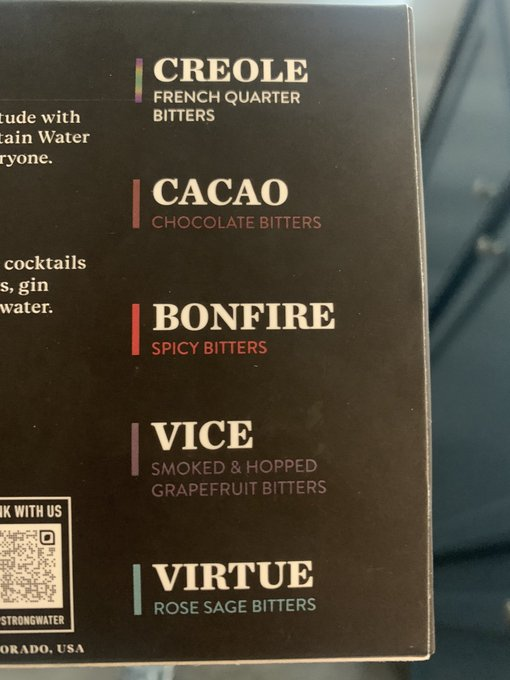 CREOLE
FRENCH QUARTER
BITTERS
tude with
tain Water
ryone.
CACAO
CHOCOLATE BITTERS
cocktails
s, gin
water.
BONFIRE
SPICY BITTERS
VICE
SMOKED & HOPPED
GRAPEFRUIT BITTERS
NK WITH US
PSTRONGWATER
ORADO, USA
VIRTUE
ROSE SAGE BITTERS